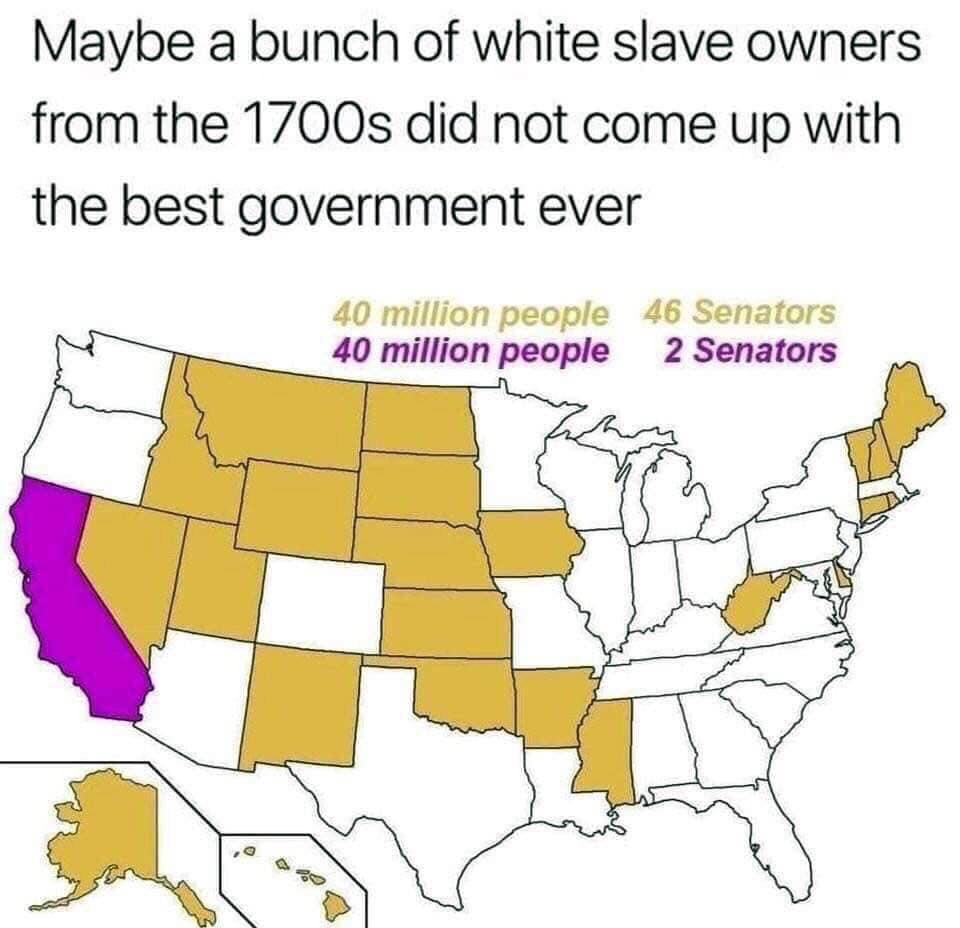 Maybe a bunch of white slave owners
from the 1700s did not come up with
the best government ever
40 million people 46 Senators
40 million people 2 Senators